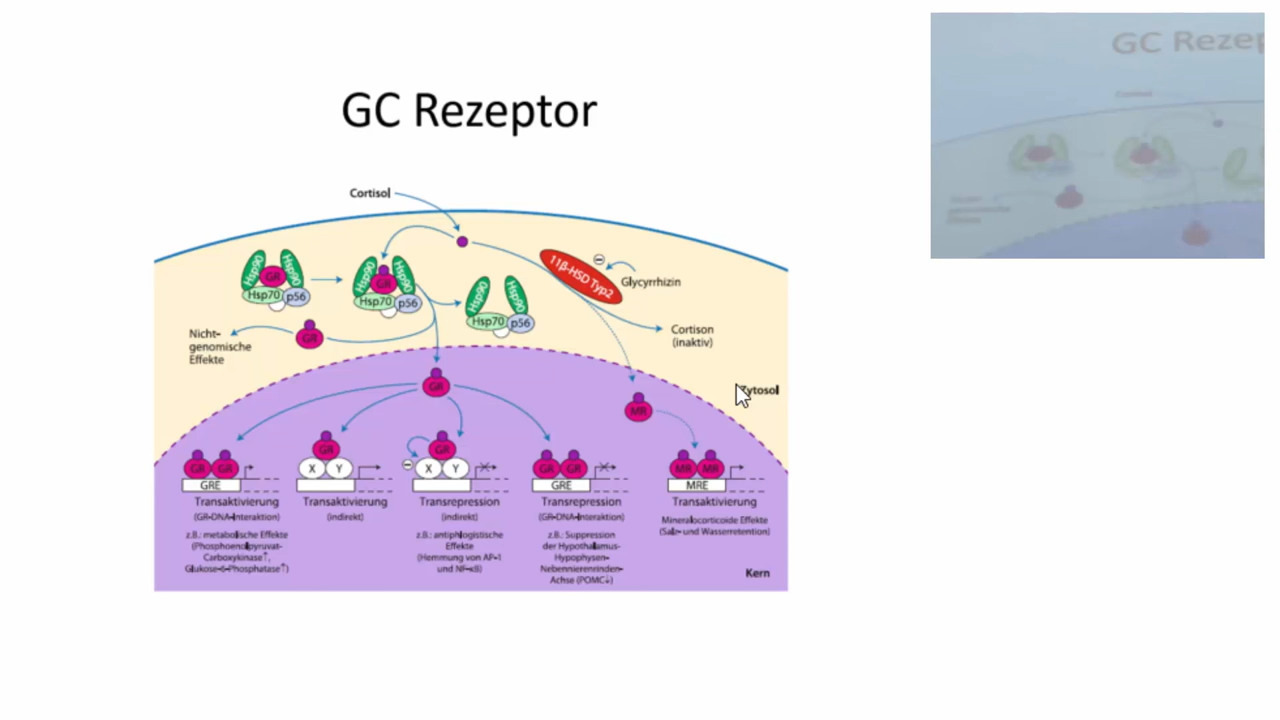 GC Rezeptor
GC Rezep
Cortisol
Cortisol
Hsp90
Hsp90
GR
Hsp70
p56
Hsp90
Hsp90
GR
Hsp70
p56
Hsp90
Hsp90
Hsp70
p56
11β-HSD Typ2
Glycyrrhizin
Nicht-
genomische
Effekte
GR
Cortison
(inaktiv)
Zytosol
GR
MR
GR GR
GRE
Transaktivierung
(GR-DNA-Interaktion)
z.B.: metabolische Effekte
(Phosphoenolpyruvat-
Carboxykinase↑,
Glukose-6-Phosphatase↑)
GR
X Y
Transaktivierung
(indirekt)
GR
X Y
Transrepression
(indirekt)
z.B.: antiphlogistische
Effekte
(Hemmung von AP-1
und NF-κB)
GR GR
GRE
Transrepression
(GR-DNA-Interaktion)
z.B.: Suppression
der Hypothalamus-
Hypophysen-
Nebennierenrinden-
Achse (POMC↓)
MR MR
MRE
Transaktivierung
Mineralocorticoide Effekte
(Salz- und Wasserretention)
Kern